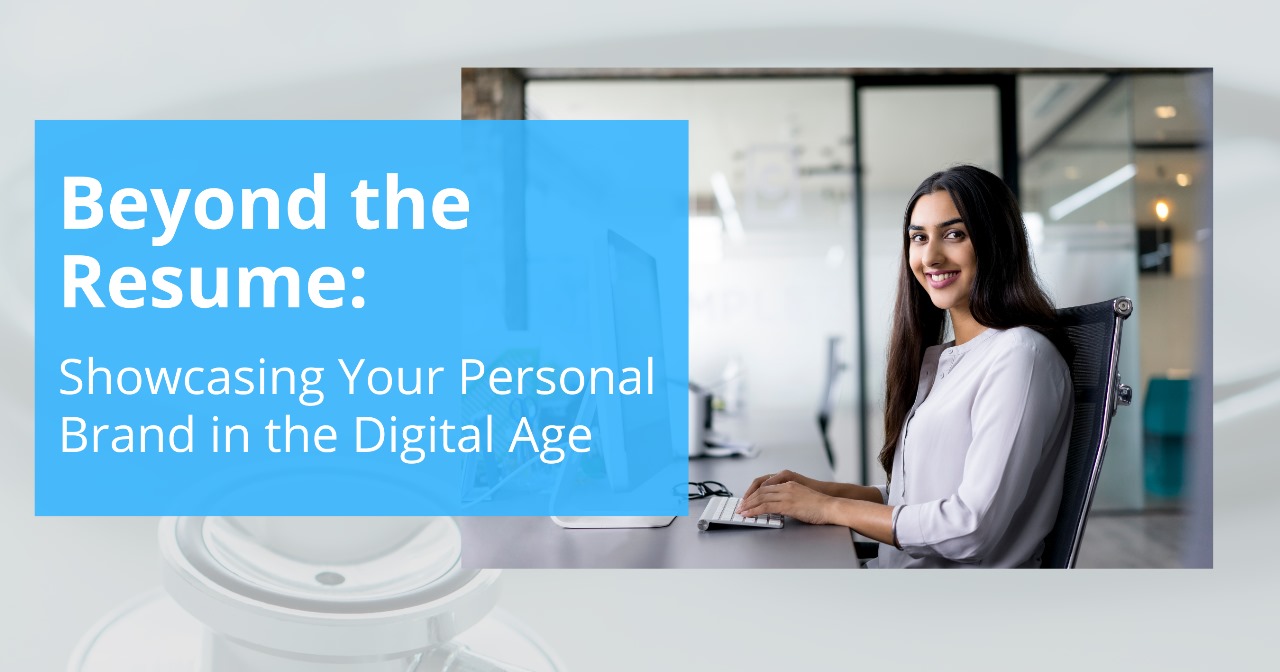 Beyond the
Resume:
Showcasing Your Personal
Brand in the Digital Age